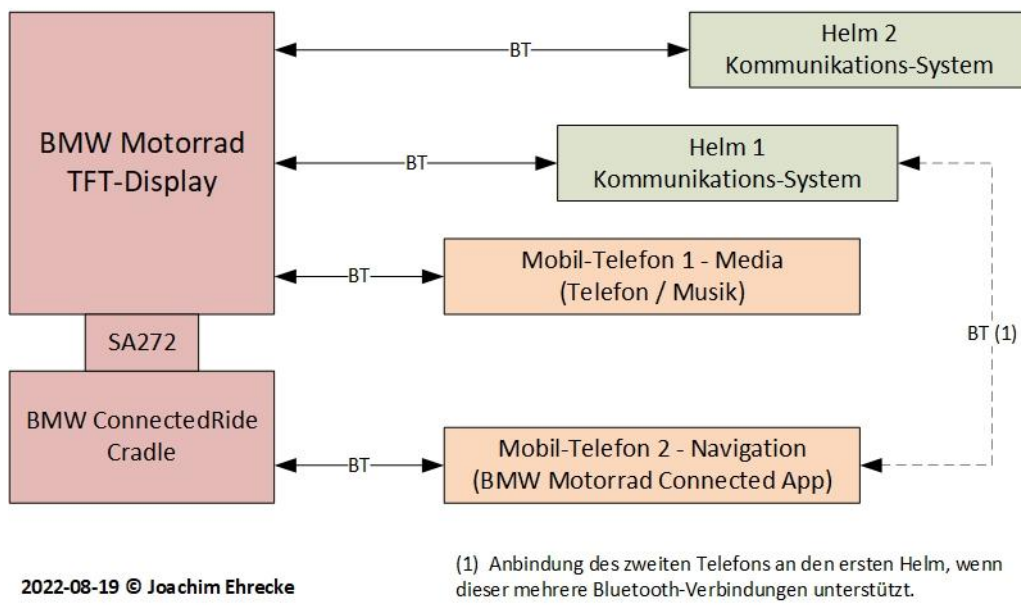 BMW Motorrad
TFT-Display
BT
Helm 2
Kommunikations-System
BT
Helm 1
Kommunikations-System
BT
Mobil-Telefon 1 - Media
(Telefon / Musik)
SA272
BT (1)
BMW ConnectedRide
Cradle
BT
Mobil-Telefon 2 - Navigation
(BMW Motorrad Connected App)
2022-08-19 © Joachim Ehrecke
(1) Anbindung des zweiten Telefons an den ersten Helm, wenn
dieser mehrere Bluetooth-Verbindungen unterstützt.